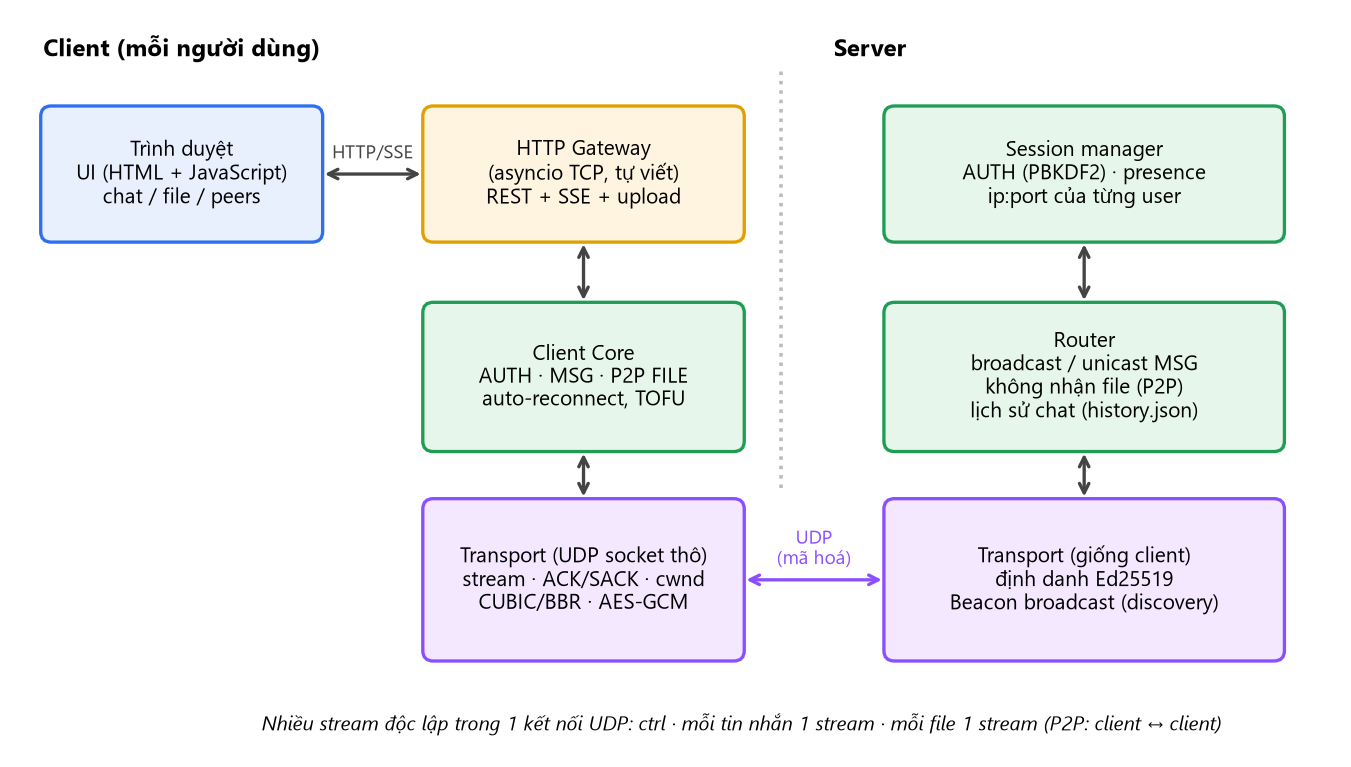 Client (mỗi người dùng)
Server
Trình duyệt
UI (HTML + JavaScript)
chat / file / peers
HTTP/SSE
HTTP Gateway
(asyncio TCP, tự viết)
REST + SSE + upload
Session manager
AUTH (PBKDF2) · presence
ip:port của từng user
Client Core
AUTH · MSG · P2P FILE
auto-reconnect, TOFU
Router
broadcast / unicast MSG
không nhận file (P2P)
lịch sử chat (history.json)
Transport (UDP socket thô)
stream · ACK/SACK · cwnd
CUBIC/BBR · AES-GCM
UDP
(mã hoá)
Transport (giống client)
định danh Ed25519
Beacon broadcast (discovery)
Nhiều stream độc lập trong 1 kết nối UDP: ctrl · mỗi tin nhắn 1 stream · mỗi file 1 stream (P2P: client ↔ client)